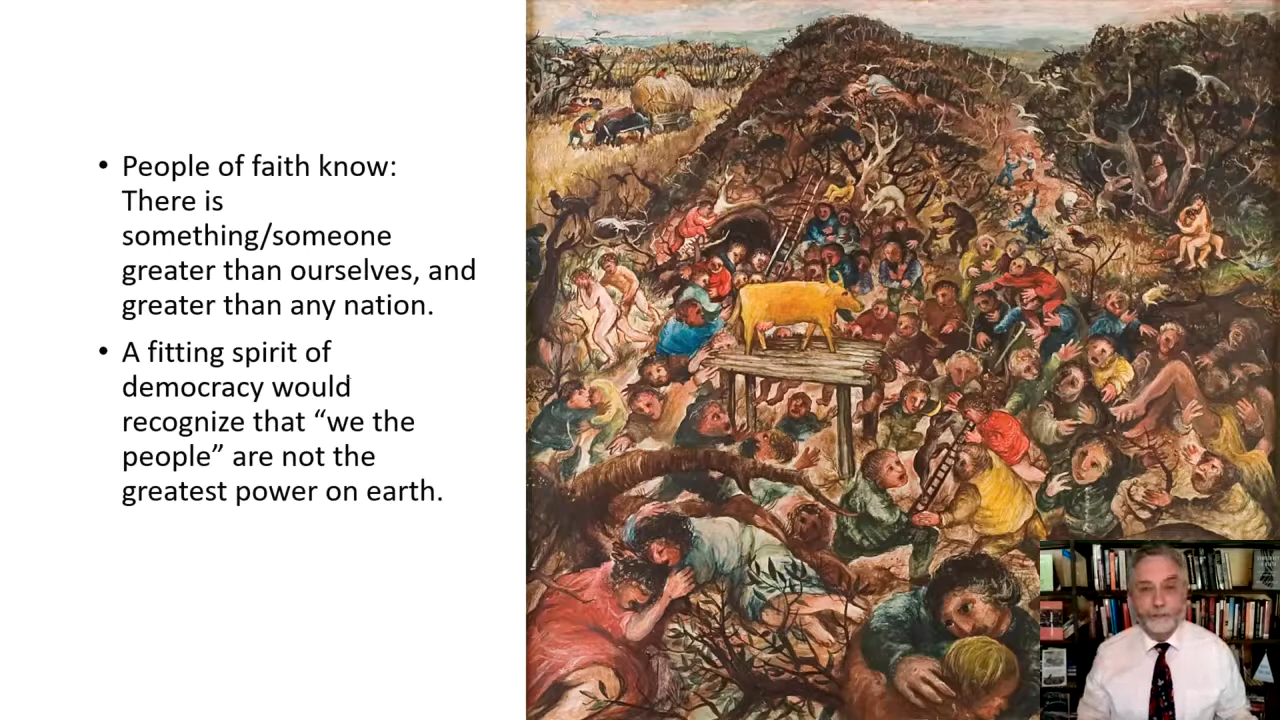 • People of faith know:
There is
something/someone
greater than ourselves, and
greater than any nation.
• A fitting spirit of
democracy would
recognize that “we the
people” are not the
greatest power on earth.